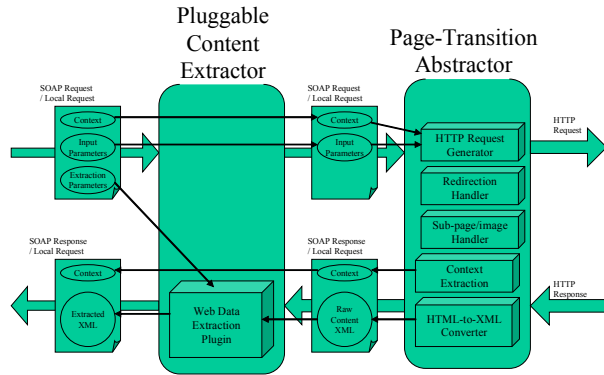 Pluggable
Content
Extractor
Page-Transition
Abstractor
SOAP Request
/ Local Request
Context
Input
Parameters
Extraction
Parameters
SOAP Request
/ Local Request
Context
Input
Parameters
HTTP Request
Generator
Redirection
Handler
Sub-page/image
Handler
Context
Extraction
HTML-to-XML
Converter
HTTP
Request
HTTP
Response
SOAP Response
/ Local Request
Context
Extracted
XML
Web Data
Extraction
Plugin
SOAP Response
/ Local Request
Context
Raw
Content
XML